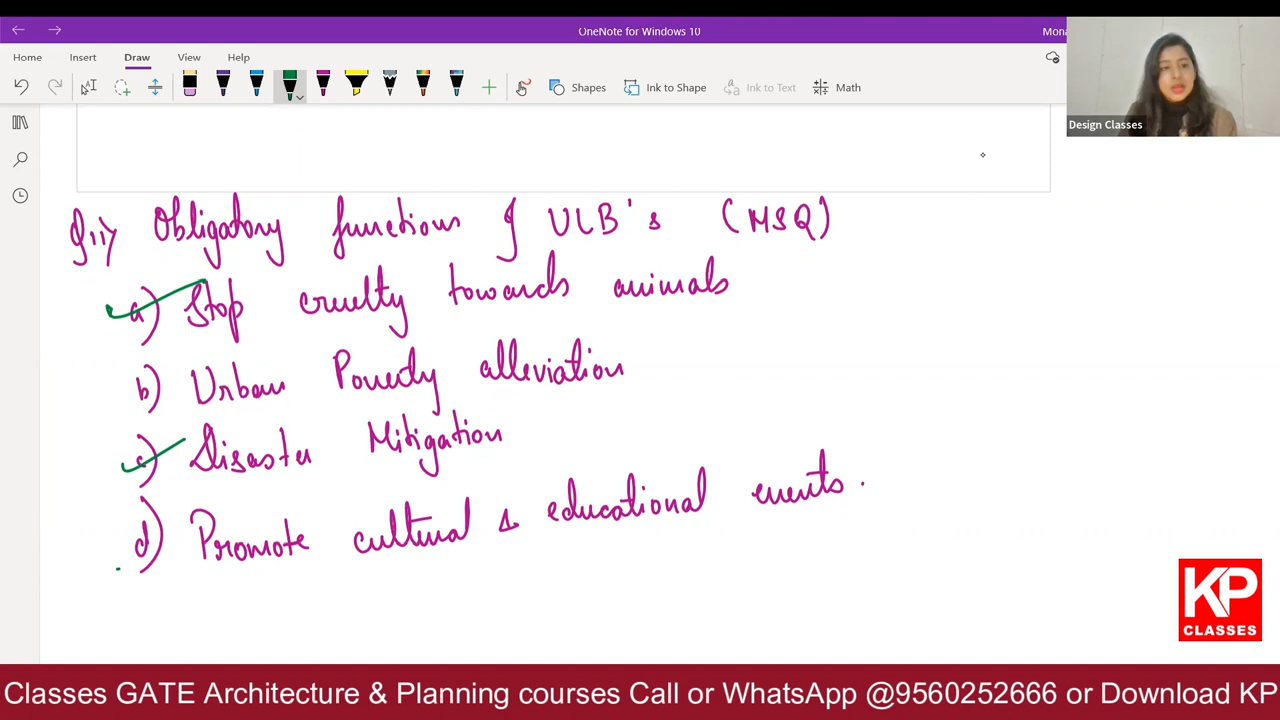 OneNote for Windows 10
Mona
Home Insert Draw View Help
Shapes Ink to Shape Ink to Text Math
Design Classes
Q11) Obligatory functions of ULB's (MSQ)
a) Stop cruelty towards animals
b) Urban Poverty alleviation
c) Disaster Mitigation
d) Promote cultural & educational events.
KP
CLASSES
Classes GATE Architecture & Planning courses Call or WhatsApp @9560252666 or Download KP